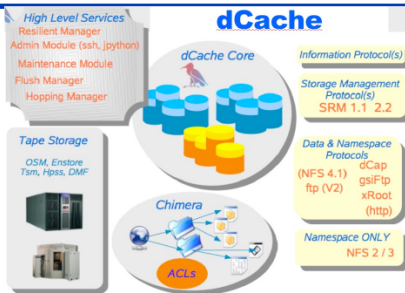 High Level Services
Resilient Manager
Admin Module (ssh, jpython)
Maintenance Module
Flush Manager
Hopping Manager
dCache
dCache Core
Information Protocol(s)
Storage Management
Protocol(s)
SRM 1.1 2.2
Tape Storage
OSM, Enstore
Tsm, Hpss, DMF
Data & Namespace
Protocols
(NFS 4.1) dCap
ftp (V2) gsiFtp
xRoot
(http)
Chimera
ACLs
Namespace ONLY
NFS 2 / 3